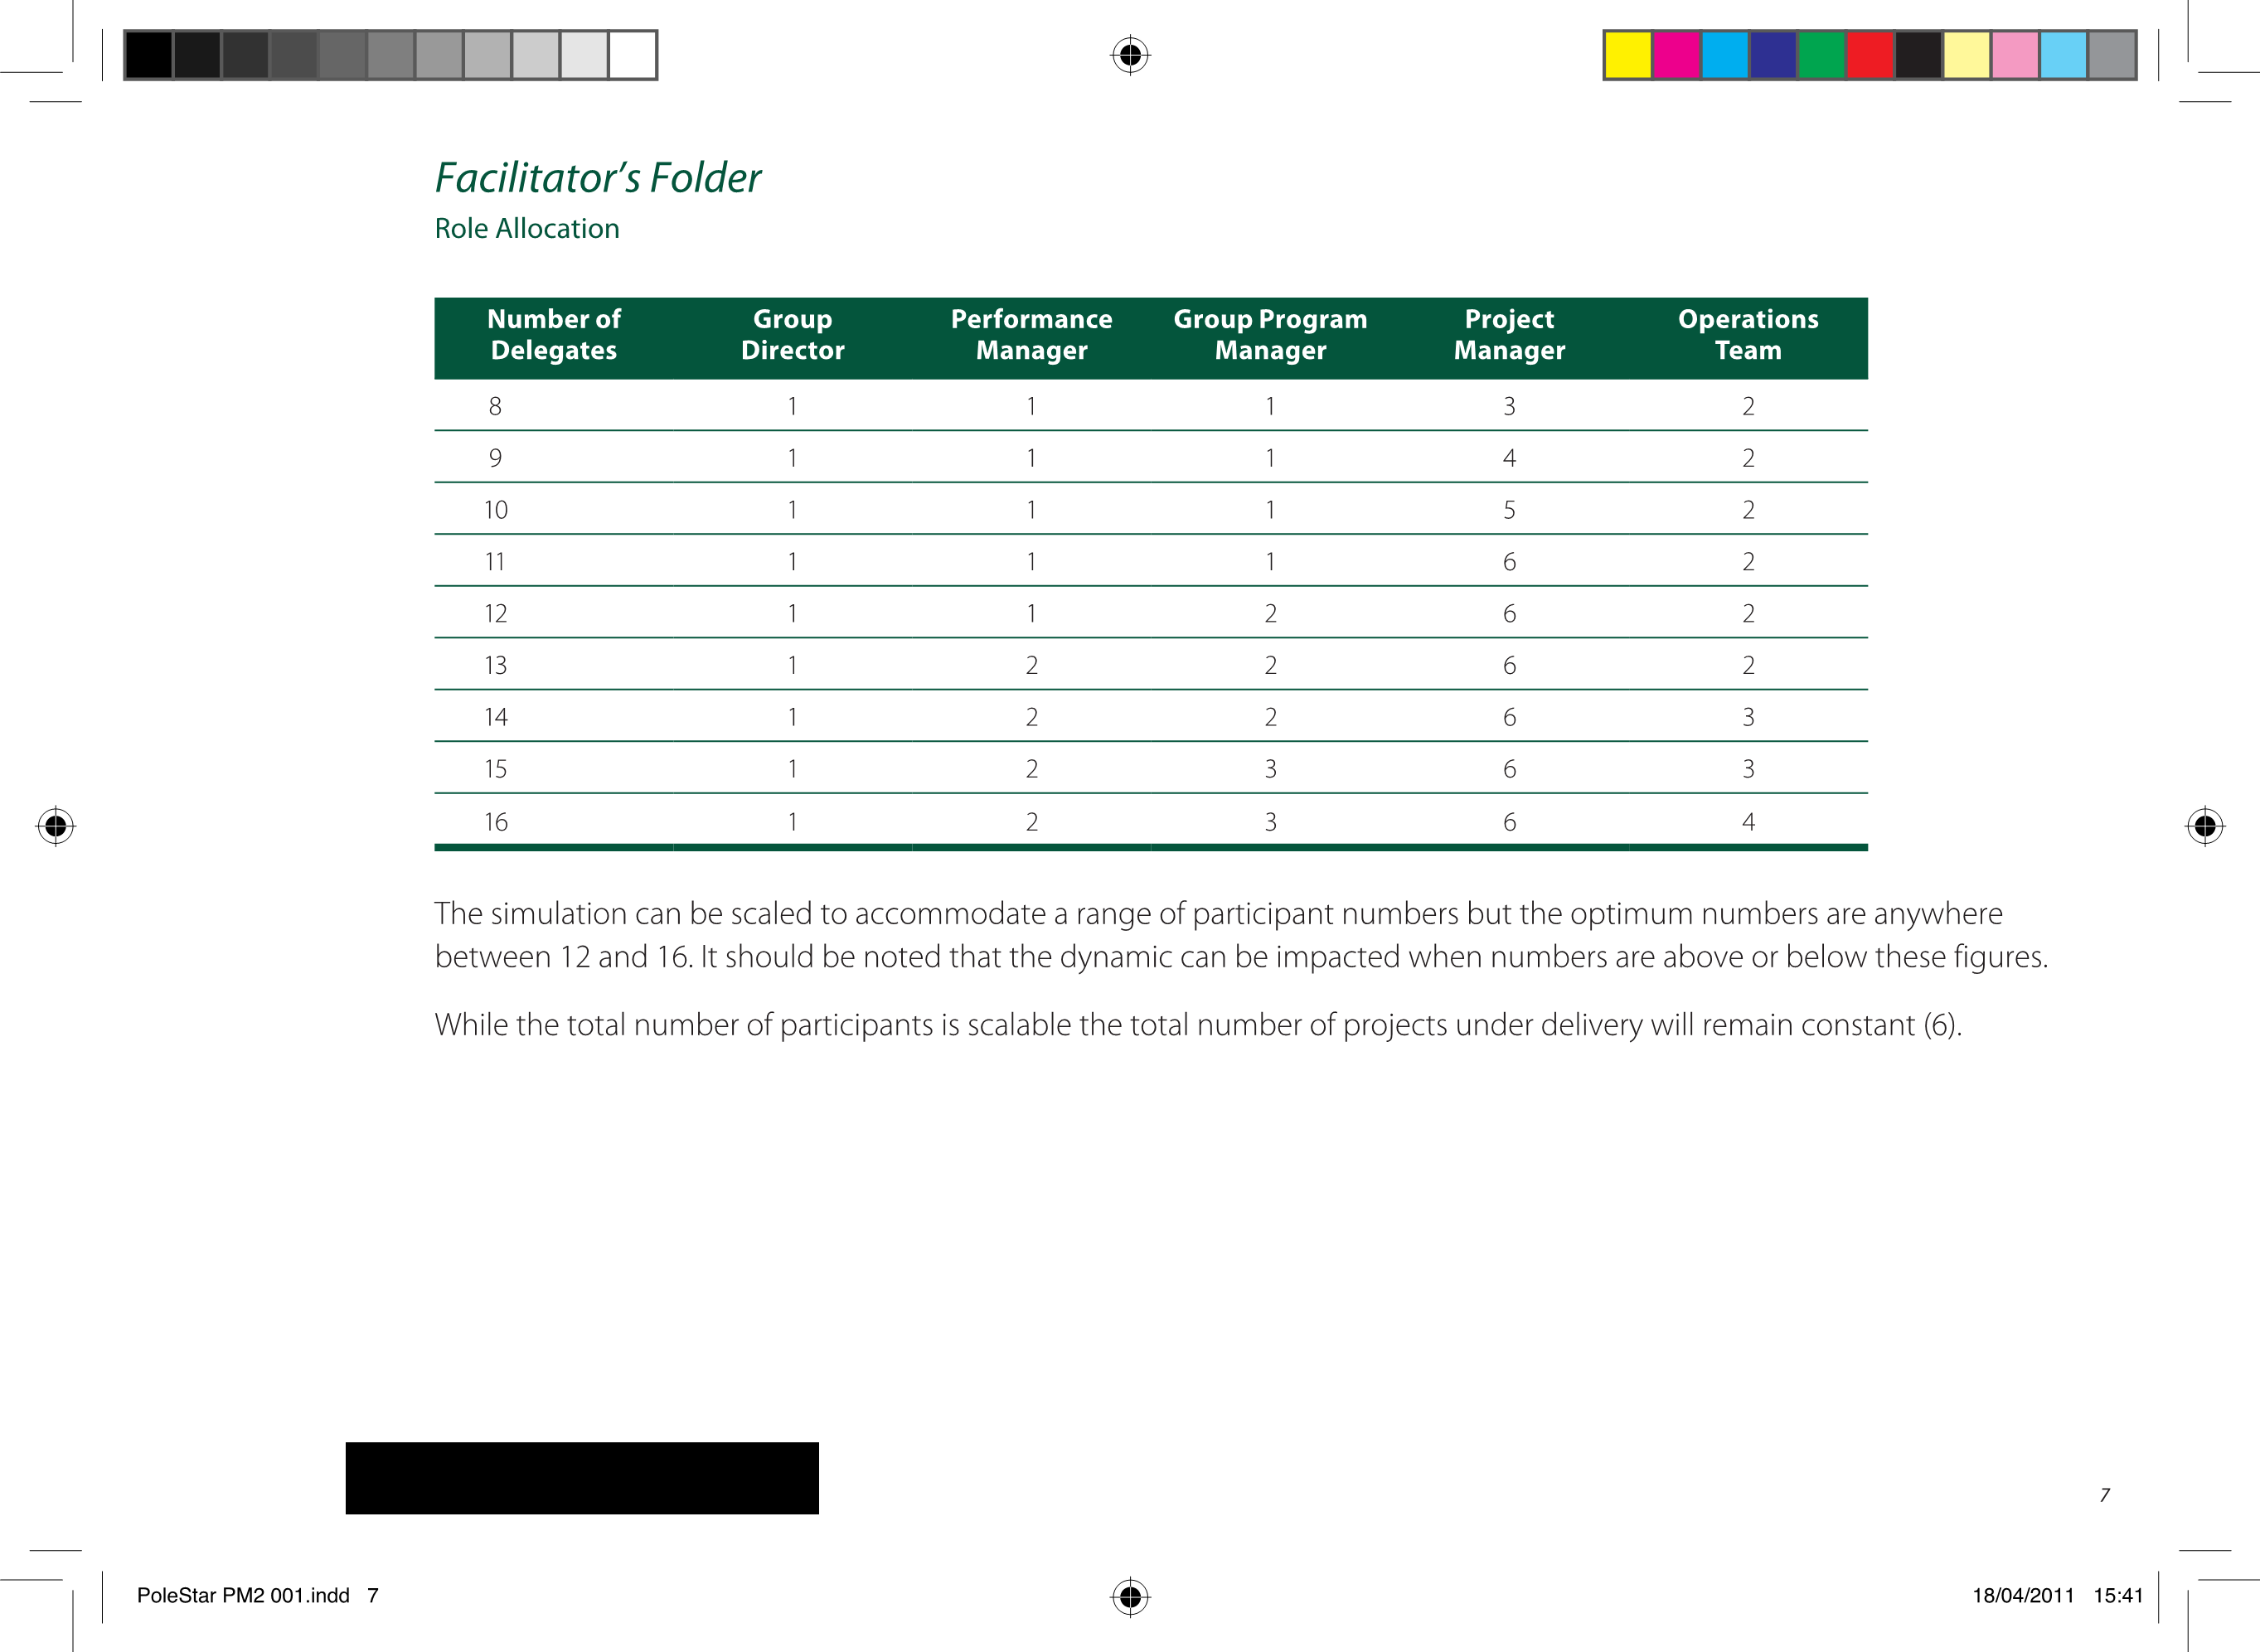 Facilitator’s Folder
Role Allocation
Number of Delegates Group Director Performance Manager Group Program Manager Project Manager Operations Team
8 1 1 1 3 2
9 1 1 1 4 2
10 1 1 1 5 2
11 1 1 1 6 2
12 1 1 2 6 2
13 1 2 2 6 2
14 1 2 2 6 3
15 1 2 3 6 3
16 1 2 3 6 4
The simulation can be scaled to accommodate a range of participant numbers but the optimum numbers are anywhere
between 12 and 16. It should be noted that the dynamic can be impacted when numbers are above or below these figures.
While the total number of participants is scalable the total number of projects under delivery will remain constant (6).
7
PoleStar PM2 001.indd 7 18/04/2011 15:41